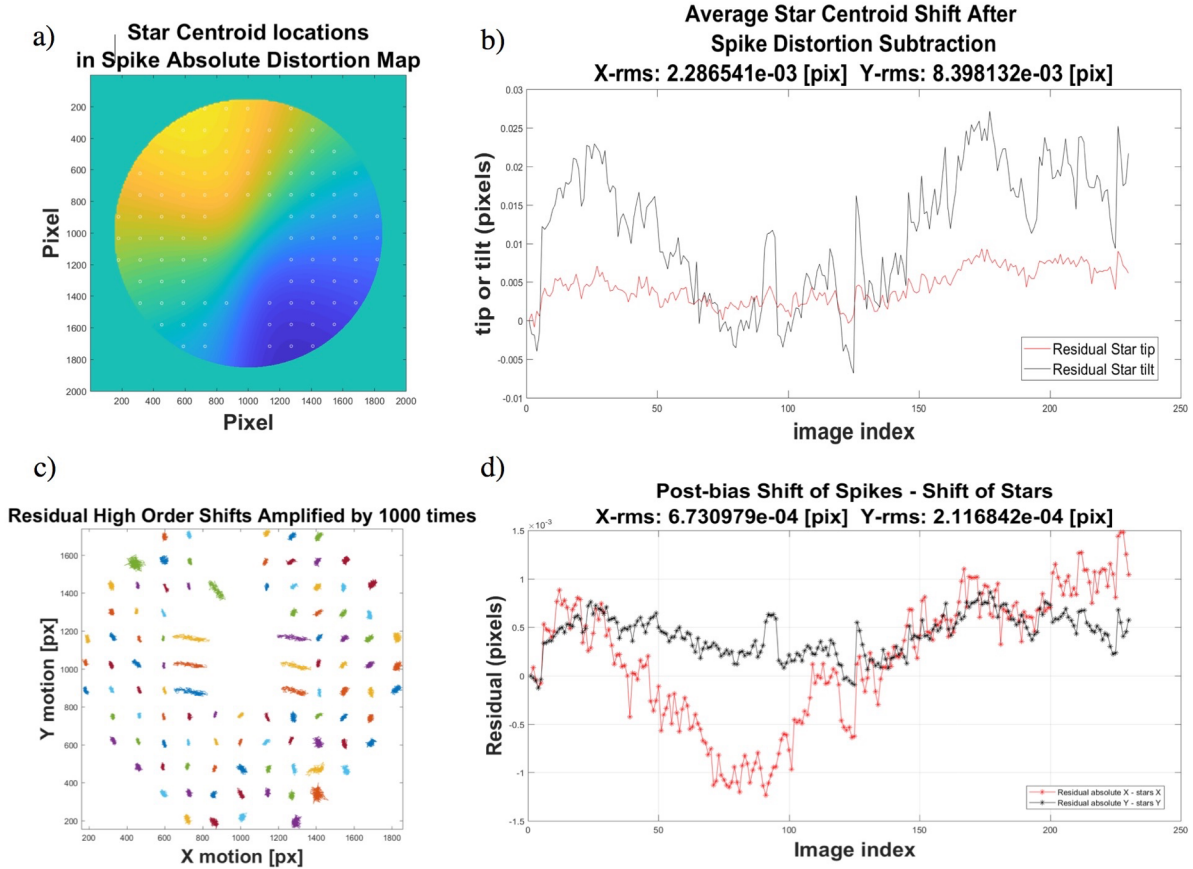 a)
Star Centroid locations
in Spike Absolute Distortion Map
Pixel
200
400
600
800
1000
1200
1400
1600
1800
2000
200 400 600 800 1000 1200 1400 1600 1800 2000
Pixel
b)
Average Star Centroid Shift After
Spike Distortion Subtraction
X-rms: 2.286541e-03 [pix] Y-rms: 8.398132e-03 [pix]
tip or tilt (pixels)
0.03
0.025
0.02
0.015
0.01
0.005
0
-0.005
-0.01
0 50 100 150 200 250
image index
Residual Star tip
Residual Star tilt
c)
Residual High Order Shifts Amplified by 1000 times
Y motion [px]
1600
1400
1200
1000
800
600
400
200
200 400 600 800 1000 1200 1400 1600 1800
X motion [px]
d)
Post-bias Shift of Spikes - Shift of Stars
X-rms: 6.730979e-04 [pix] Y-rms: 2.116842e-04 [pix]
×10⁻³
Residual (pixels)
1.5
1
0.5
0
-0.5
-1
-1.5
0 50 100 150 200 250
Image index
Residual absolute X - stars X
Residual absolute Y - stars Y